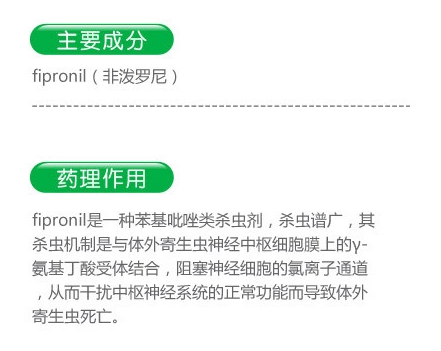 主要成分
fipronil（非泼罗尼）
药理作用
fipronil是一种苯基吡唑类杀虫剂，杀虫谱广，其
杀虫机制是与体外寄生虫神经中枢细胞膜上的γ-
氨基丁酸受体结合，阻塞神经细胞的氯离子通道
，从而干扰中枢神经系统的正常功能而导致体外
寄生虫死亡。